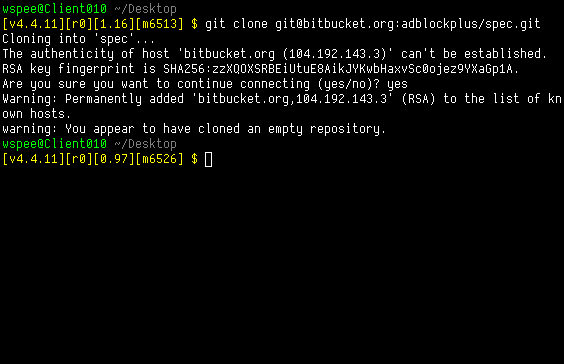 wspee@Client010 ~/Desktop
[v4.4.11][r0][1.16][m6513] $ git clone git@bitbucket.org:adblockplus/spec.git
Cloning into 'spec'...
The authenticity of host 'bitbucket.org (104.192.143.3)' can't be established.
RSA key fingerprint is SHA256:zzXQOXSRBEiUtuE8AikJYKwbHaxvSc0ojez9YXaGp1A.
Are you sure you want to continue connecting (yes/no)? yes
Warning: Permanently added 'bitbucket.org,104.192.143.3' (RSA) to the list of kn
own hosts.
warning: You appear to have cloned an empty repository.
wspee@Client010 ~/Desktop
[v4.4.11][r0][0.97][m6526] $